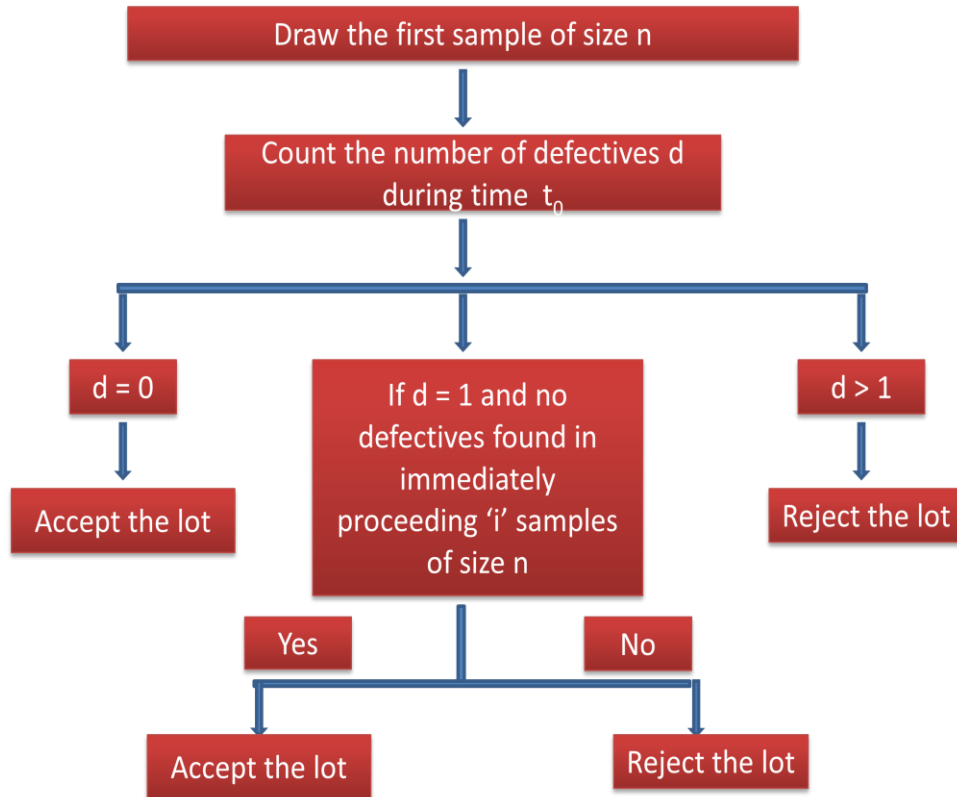 Draw the first sample of size n
Count the number of defectives d
during time t₀
d = 0
If d = 1 and no
defectives found in
immediately
proceeding ‘i’ samples
of size n
d > 1
Accept the lot
Reject the lot
Yes
No
Accept the lot
Reject the lot